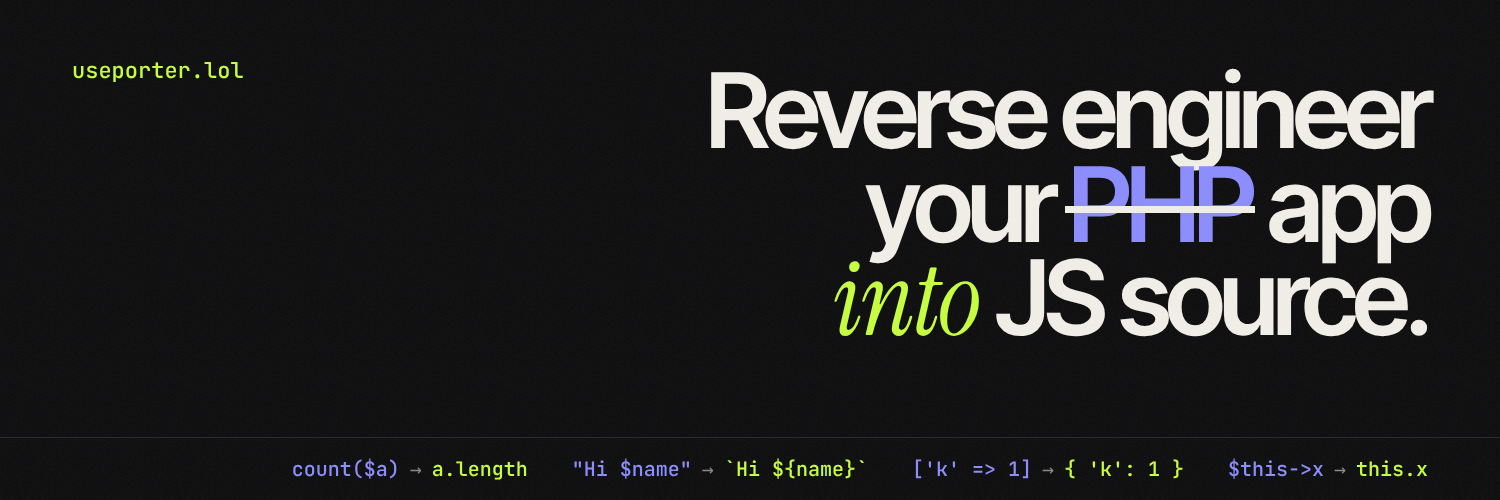 useporter.lol
Reverse engineer
your PHP app
into JS source.
count($a) → a.length "Hi $name" → `Hi ${name}` ['k' => 1] → { 'k': 1 } $this->x → this.x